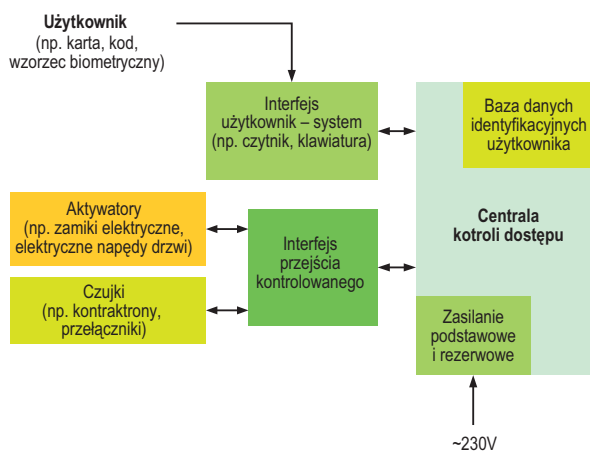 Użytkownik
(np. karta, kod,
wzorzec biometryczny)
Interfejs
użytkownik – system
(np. czytnik, klawiatura)
Baza danych
identyfikacyjnych
użytkownika
Aktywatory
(np. zamiki elektryczne,
elektryczne napędy drzwi)
Interfejs
przejścia
kontrolowanego
Centrala
kotroli dostępu
Czujki
(np. kontraktrony,
przełączniki)
Zasilanie
podstawowe
i rezerwowe
~230V